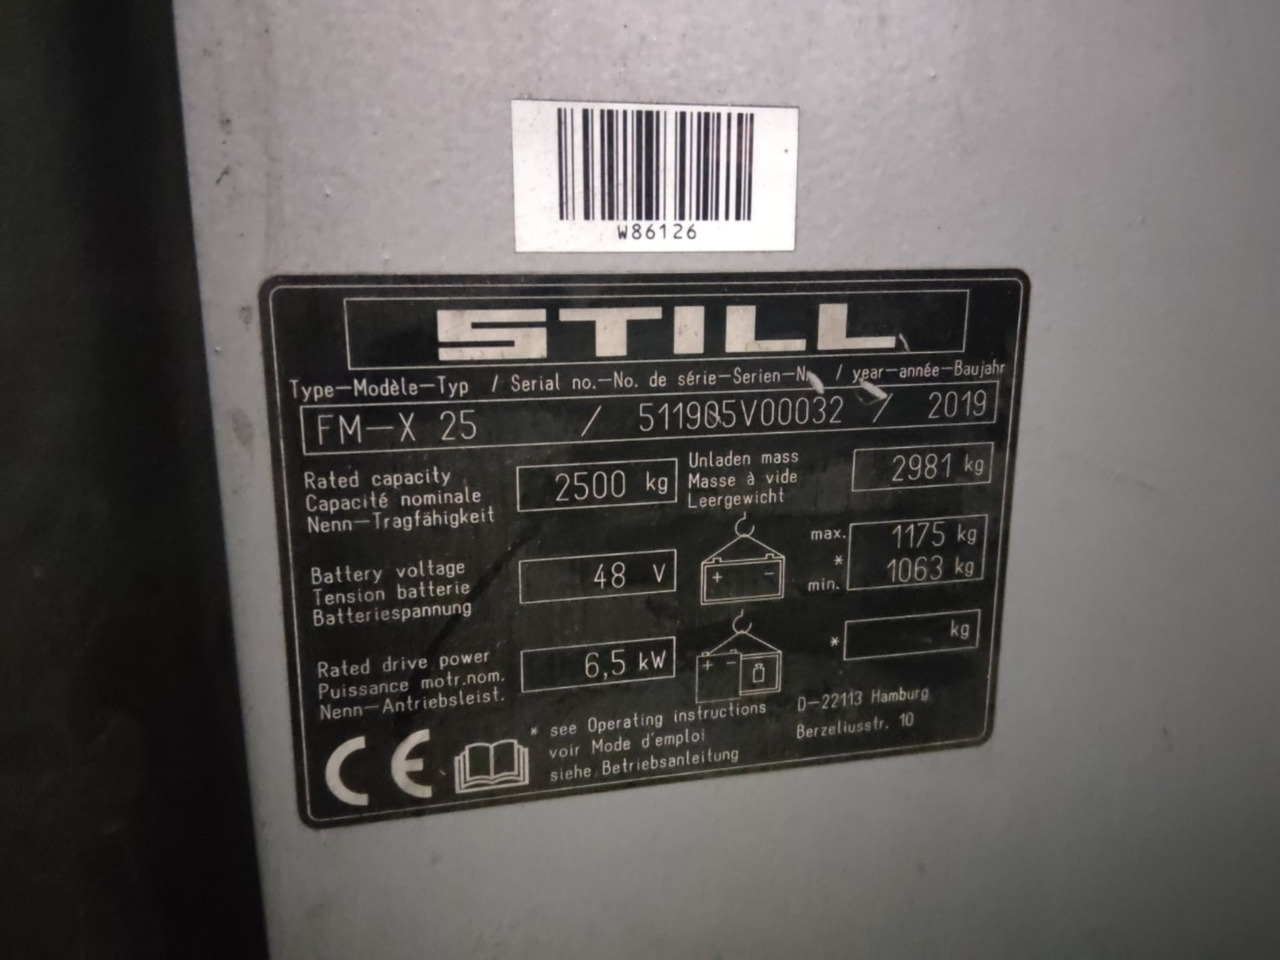 W86126
STILL
Type-Modèle-Typ / Serial no.-No. de série-Serien-N / year-année-Baujahr
FM-X 25 / 511905V00032 / 2019
Rated capacity
Capacité nominale
Nenn-Tragfähigkeit
2500 kg
Unladen mass
Masse à vide
Leergewicht
2981 kg
Battery voltage
Tension batterie
Batteriespannung
48 V
+ -
max. 1175 kg
*
min. 1063 kg
Rated drive power
Puissance motr.nom.
Nenn-Antriebsleist.
6,5 kW
+ -
* kg
CE
* see Operating instructions
voir Mode d'emploi
siehe Betriebsanleitung
D-22113 Hamburg
Berzeliusstr. 10